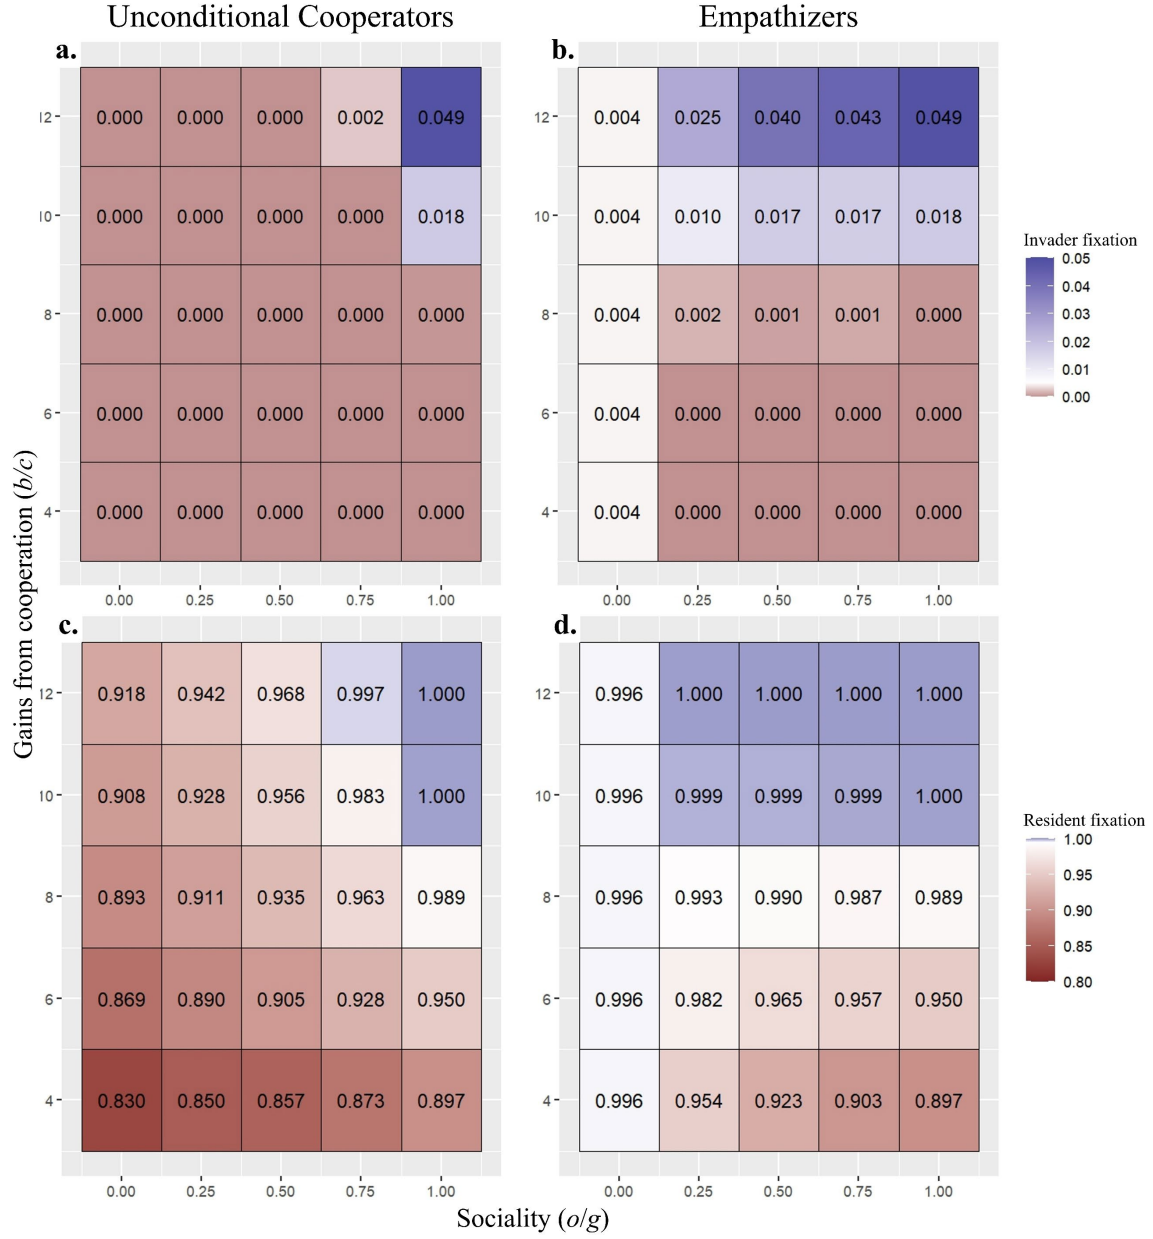 Unconditional Cooperators
Empathizers
a.
b.
12
0.000 0.000 0.000 0.002 0.049
12
0.004 0.025 0.040 0.043 0.049
10
0.000 0.000 0.000 0.000 0.018
10
0.004 0.010 0.017 0.017 0.018
8
0.000 0.000 0.000 0.000 0.000
8
0.004 0.002 0.001 0.001 0.000
6
0.000 0.000 0.000 0.000 0.000
6
0.004 0.000 0.000 0.000 0.000
4
0.000 0.000 0.000 0.000 0.000
4
0.004 0.000 0.000 0.000 0.000
0.00 0.25 0.50 0.75 1.00
0.00 0.25 0.50 0.75 1.00
Invader fixation
0.05
0.04
0.03
0.02
0.01
0.00
Gains from cooperation (b/c)
c.
d.
12
0.918 0.942 0.968 0.997 1.000
12
0.996 1.000 1.000 1.000 1.000
10
0.908 0.928 0.956 0.983 1.000
10
0.996 0.999 0.999 0.999 1.000
8
0.893 0.911 0.935 0.963 0.989
8
0.996 0.993 0.990 0.987 0.989
6
0.869 0.890 0.905 0.928 0.950
6
0.996 0.982 0.965 0.957 0.950
4
0.830 0.850 0.857 0.873 0.897
4
0.996 0.954 0.923 0.903 0.897
0.00 0.25 0.50 0.75 1.00
0.00 0.25 0.50 0.75 1.00
Resident fixation
1.00
0.95
0.90
0.85
0.80
Sociality (o/g)